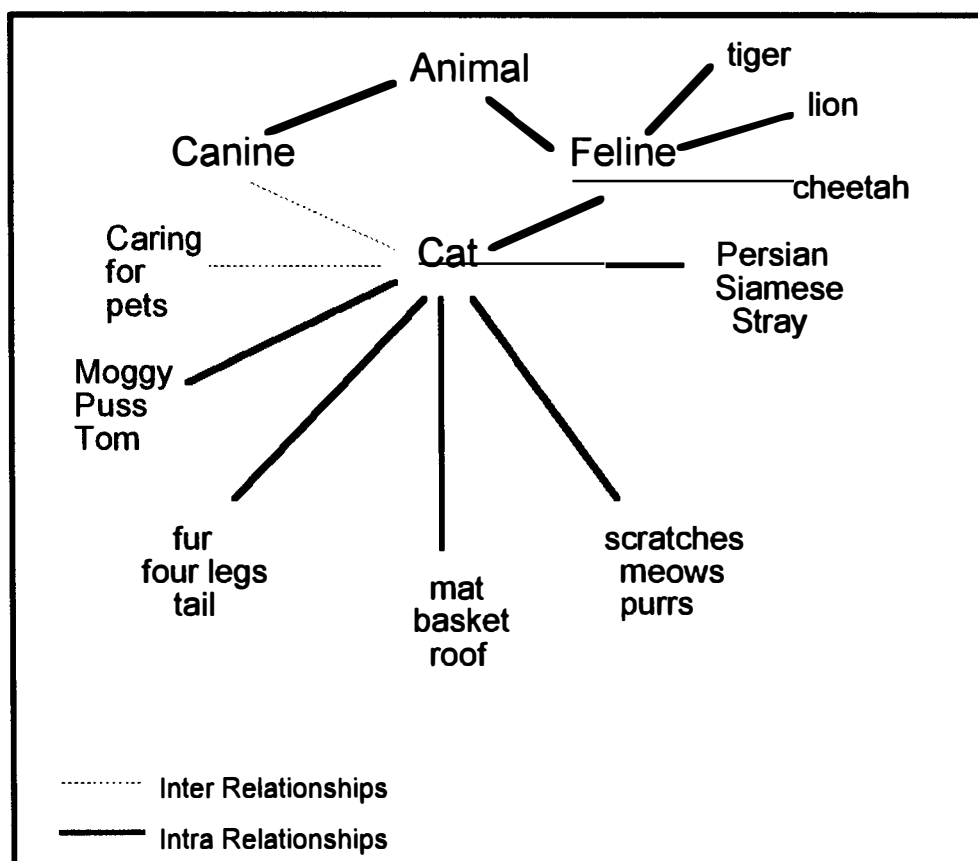 Animal
tiger
lion
Canine
Feline
cheetah
Caring
for
pets
Cat
Persian
Siamese
Stray
Moggy
Puss
Tom
fur
four legs
tail
mat
basket
roof
scratches
meows
purrs
Inter Relationships
Intra Relationships